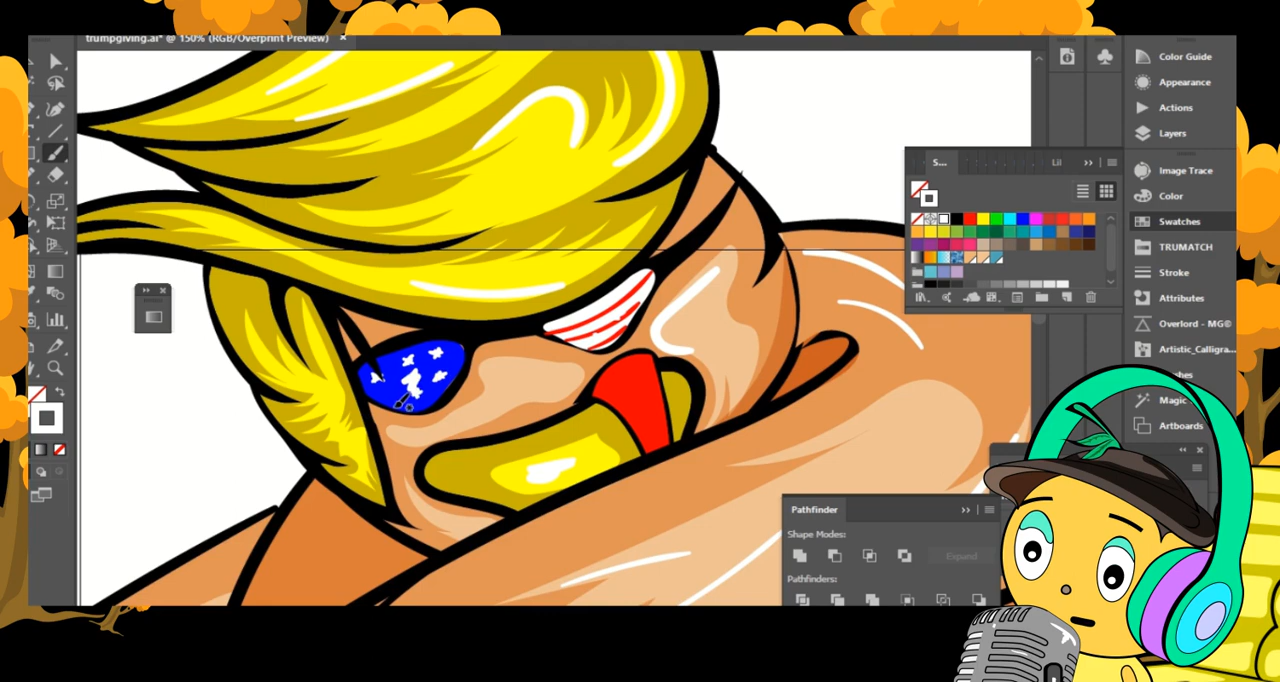 trumpgiving.ai* @ 150% (RGB/Overprint Preview) ×
Color Guide
Appearance
Actions
Layers
Image Trace
Color
Swatches
TRUMATCH
Stroke
Attributes
Overlord - MG©
Artistic_Calligra...
Magic
Artboards
S...
Lil
Pathfinder
Shape Modes:
Expand
Pathfinders: